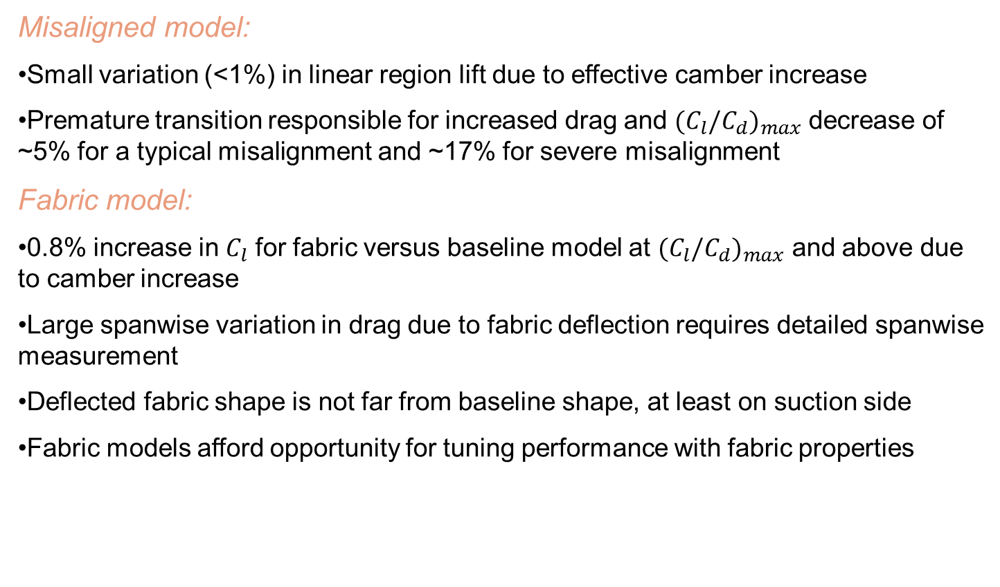 Misaligned model:
•Small variation (<1%) in linear region lift due to effective camber increase
•Premature transition responsible for increased drag and (C_l/C_d)_max decrease of
~5% for a typical misalignment and ~17% for severe misalignment
Fabric model:
•0.8% increase in C_l for fabric versus baseline model at (C_l/C_d)_max and above due
to camber increase
•Large spanwise variation in drag due to fabric deflection requires detailed spanwise
measurement
•Deflected fabric shape is not far from baseline shape, at least on suction side
•Fabric models afford opportunity for tuning performance with fabric properties